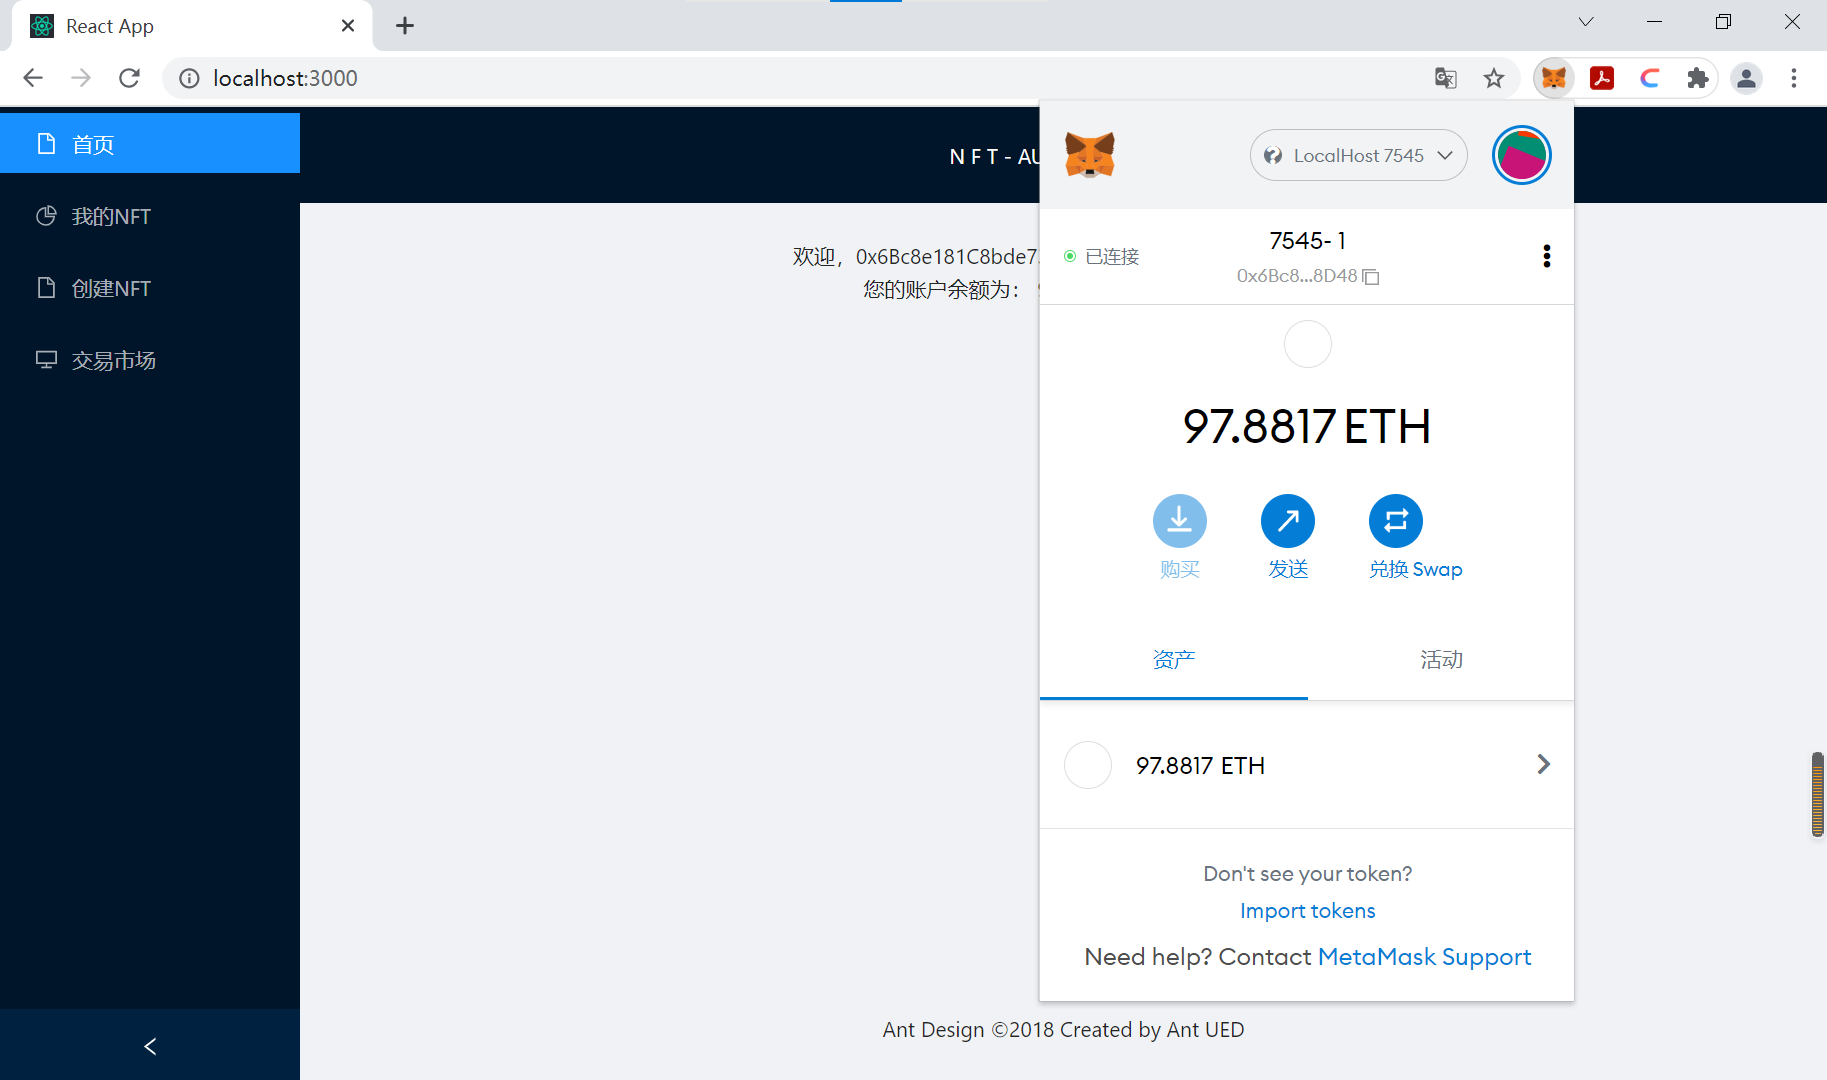 React App
localhost:3000
首页
我的NFT
创建NFT
交易市场
N F T - AU
欢迎，0x6Bc8e181C8bde7
您的账户余额为：
LocalHost 7545
已连接
7545- 1
0x6Bc8...8D48
97.8817 ETH
购买
发送
兑换 Swap
资产
活动
97.8817 ETH
Don't see your token?
Import tokens
Need help? Contact MetaMask Support
Ant Design ©2018 Created by Ant UED